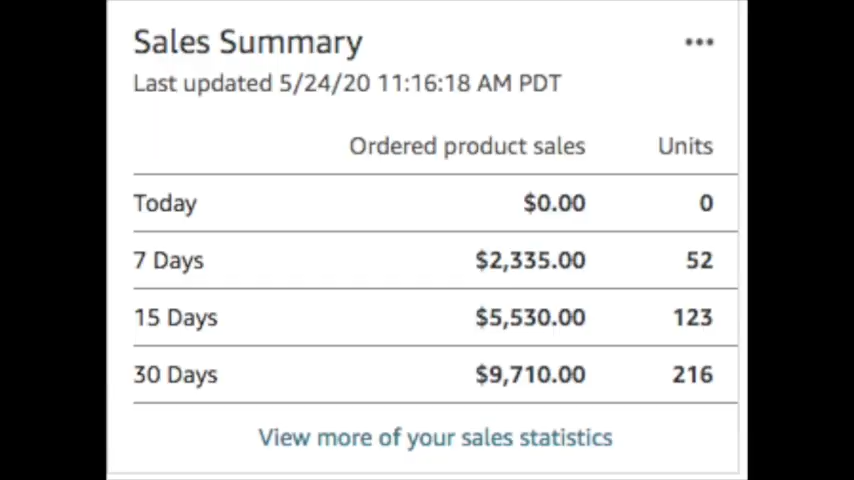 Sales Summary
Last updated 5/24/20 11:16:18 AM PDT
Ordered product sales Units
Today $0.00 0
7 Days $2,335.00 52
15 Days $5,530.00 123
30 Days $9,710.00 216
View more of your sales statistics